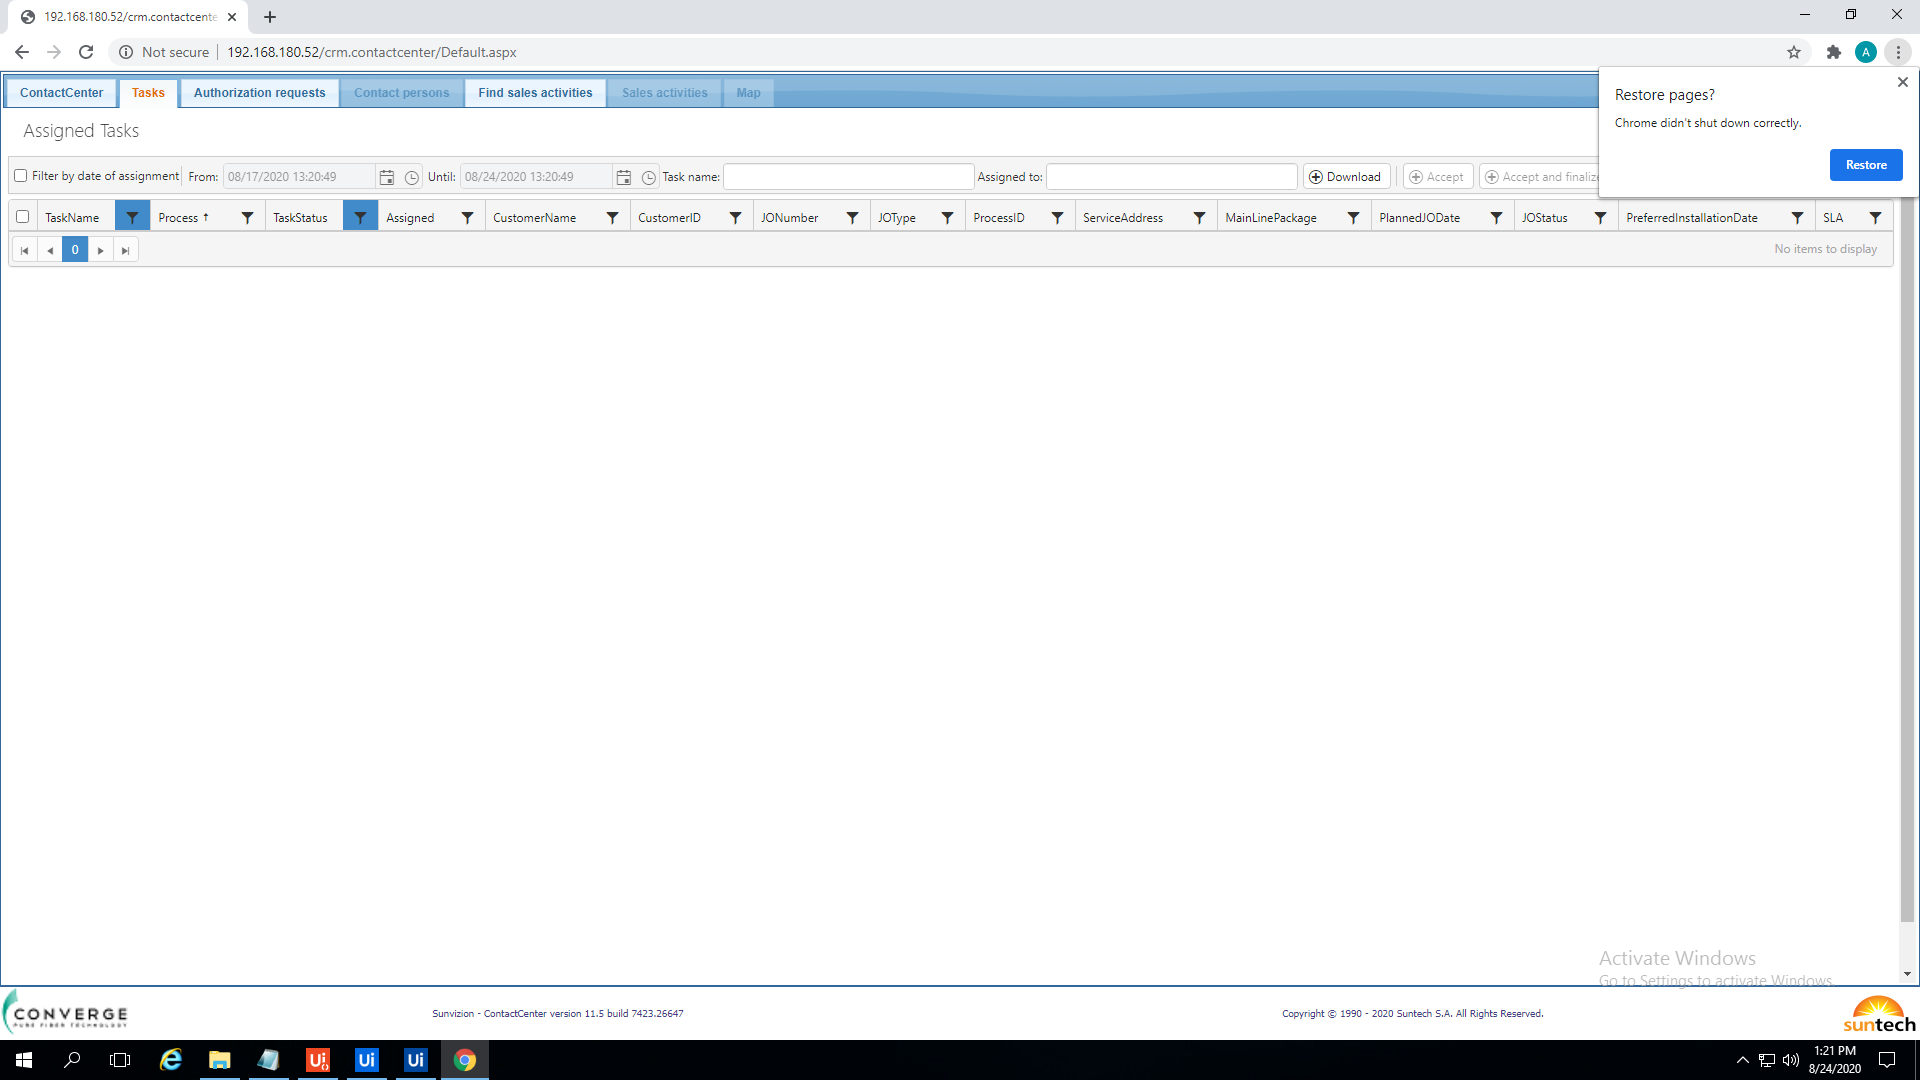 192.168.180.52/crm.contactcente
Not secure
192.168.180.52/crm.contactcenter/Default.aspx
A
ContactCenter
Tasks
Authorization requests
Contact persons
Find sales activities
Sales activities
Map
Restore pages?
Chrome didn't shut down correctly.
Restore
Assigned Tasks
Filter by date of assignment
From:
08/17/2020 13:20:49
Until:
08/24/2020 13:20:49
Task name:
Assigned to:
Download
Accept
Accept and finalize
TaskName
Process
TaskStatus
Assigned
CustomerName
CustomerID
JONumber
JOType
ProcessID
ServiceAddress
MainLinePackage
PlannedJODate
JOStatus
PreferredInstallationDate
SLA
0
No items to display
Activate Windows
Go to Settings to activate Windows.
CONVERGE
PURE FIBER TECHNOLOGY
Sunvizion - ContactCenter version 11.5 build 7423.26647
Copyright © 1990 - 2020 Suntech S.A. All Rights Reserved.
suntech
Ui
Ui
Ui
1:21 PM
8/24/2020